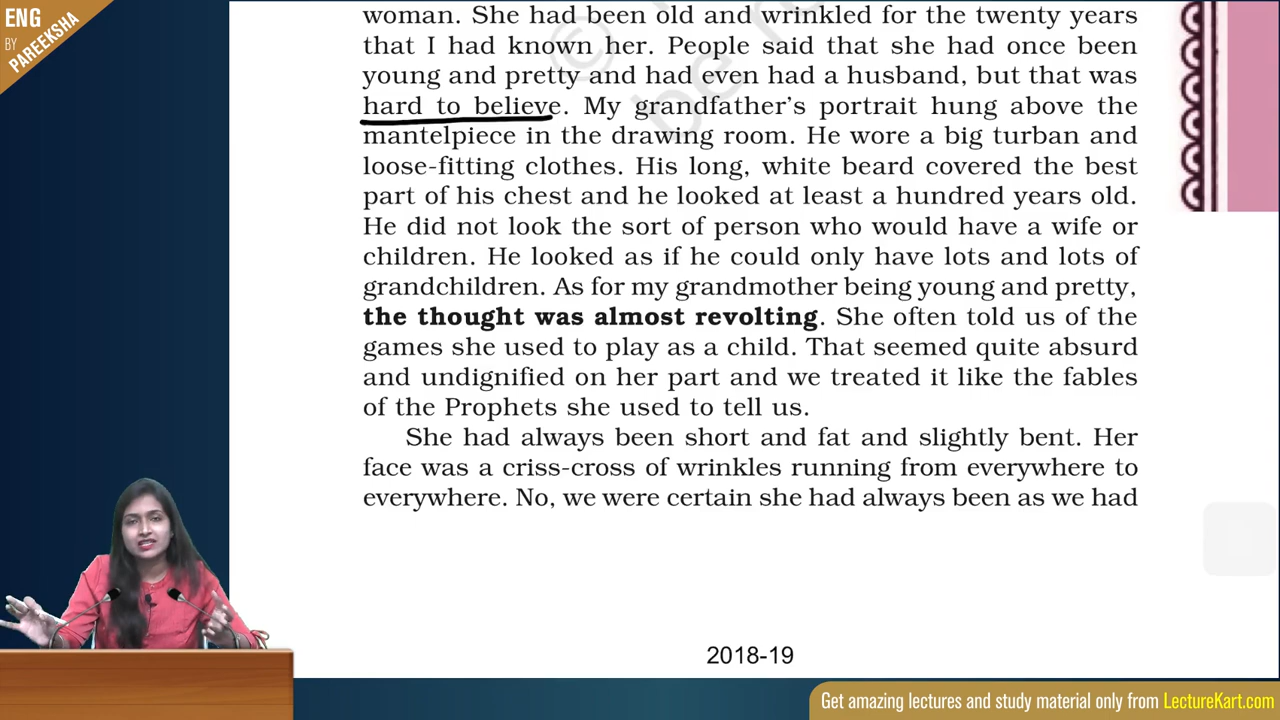 ENG
BY
PAREEKSHA
woman. She had been old and wrinkled for the twenty years
that I had known her. People said that she had once been
young and pretty and had even had a husband, but that was
hard to believe. My grandfather's portrait hung above the
mantelpiece in the drawing room. He wore a big turban and
loose-fitting clothes. His long, white beard covered the best
part of his chest and he looked at least a hundred years old.
He did not look the sort of person who would have a wife or
children. He looked as if he could only have lots and lots of
grandchildren. As for my grandmother being young and pretty,
the thought was almost revolting. She often told us of the
games she used to play as a child. That seemed quite absurd
and undignified on her part and we treated it like the fables
of the Prophets she used to tell us.
She had always been short and fat and slightly bent. Her
face was a criss-cross of wrinkles running from everywhere to
everywhere. No, we were certain she had always been as we had
2018-19
Get amazing lectures and study material only from LectureKart.com